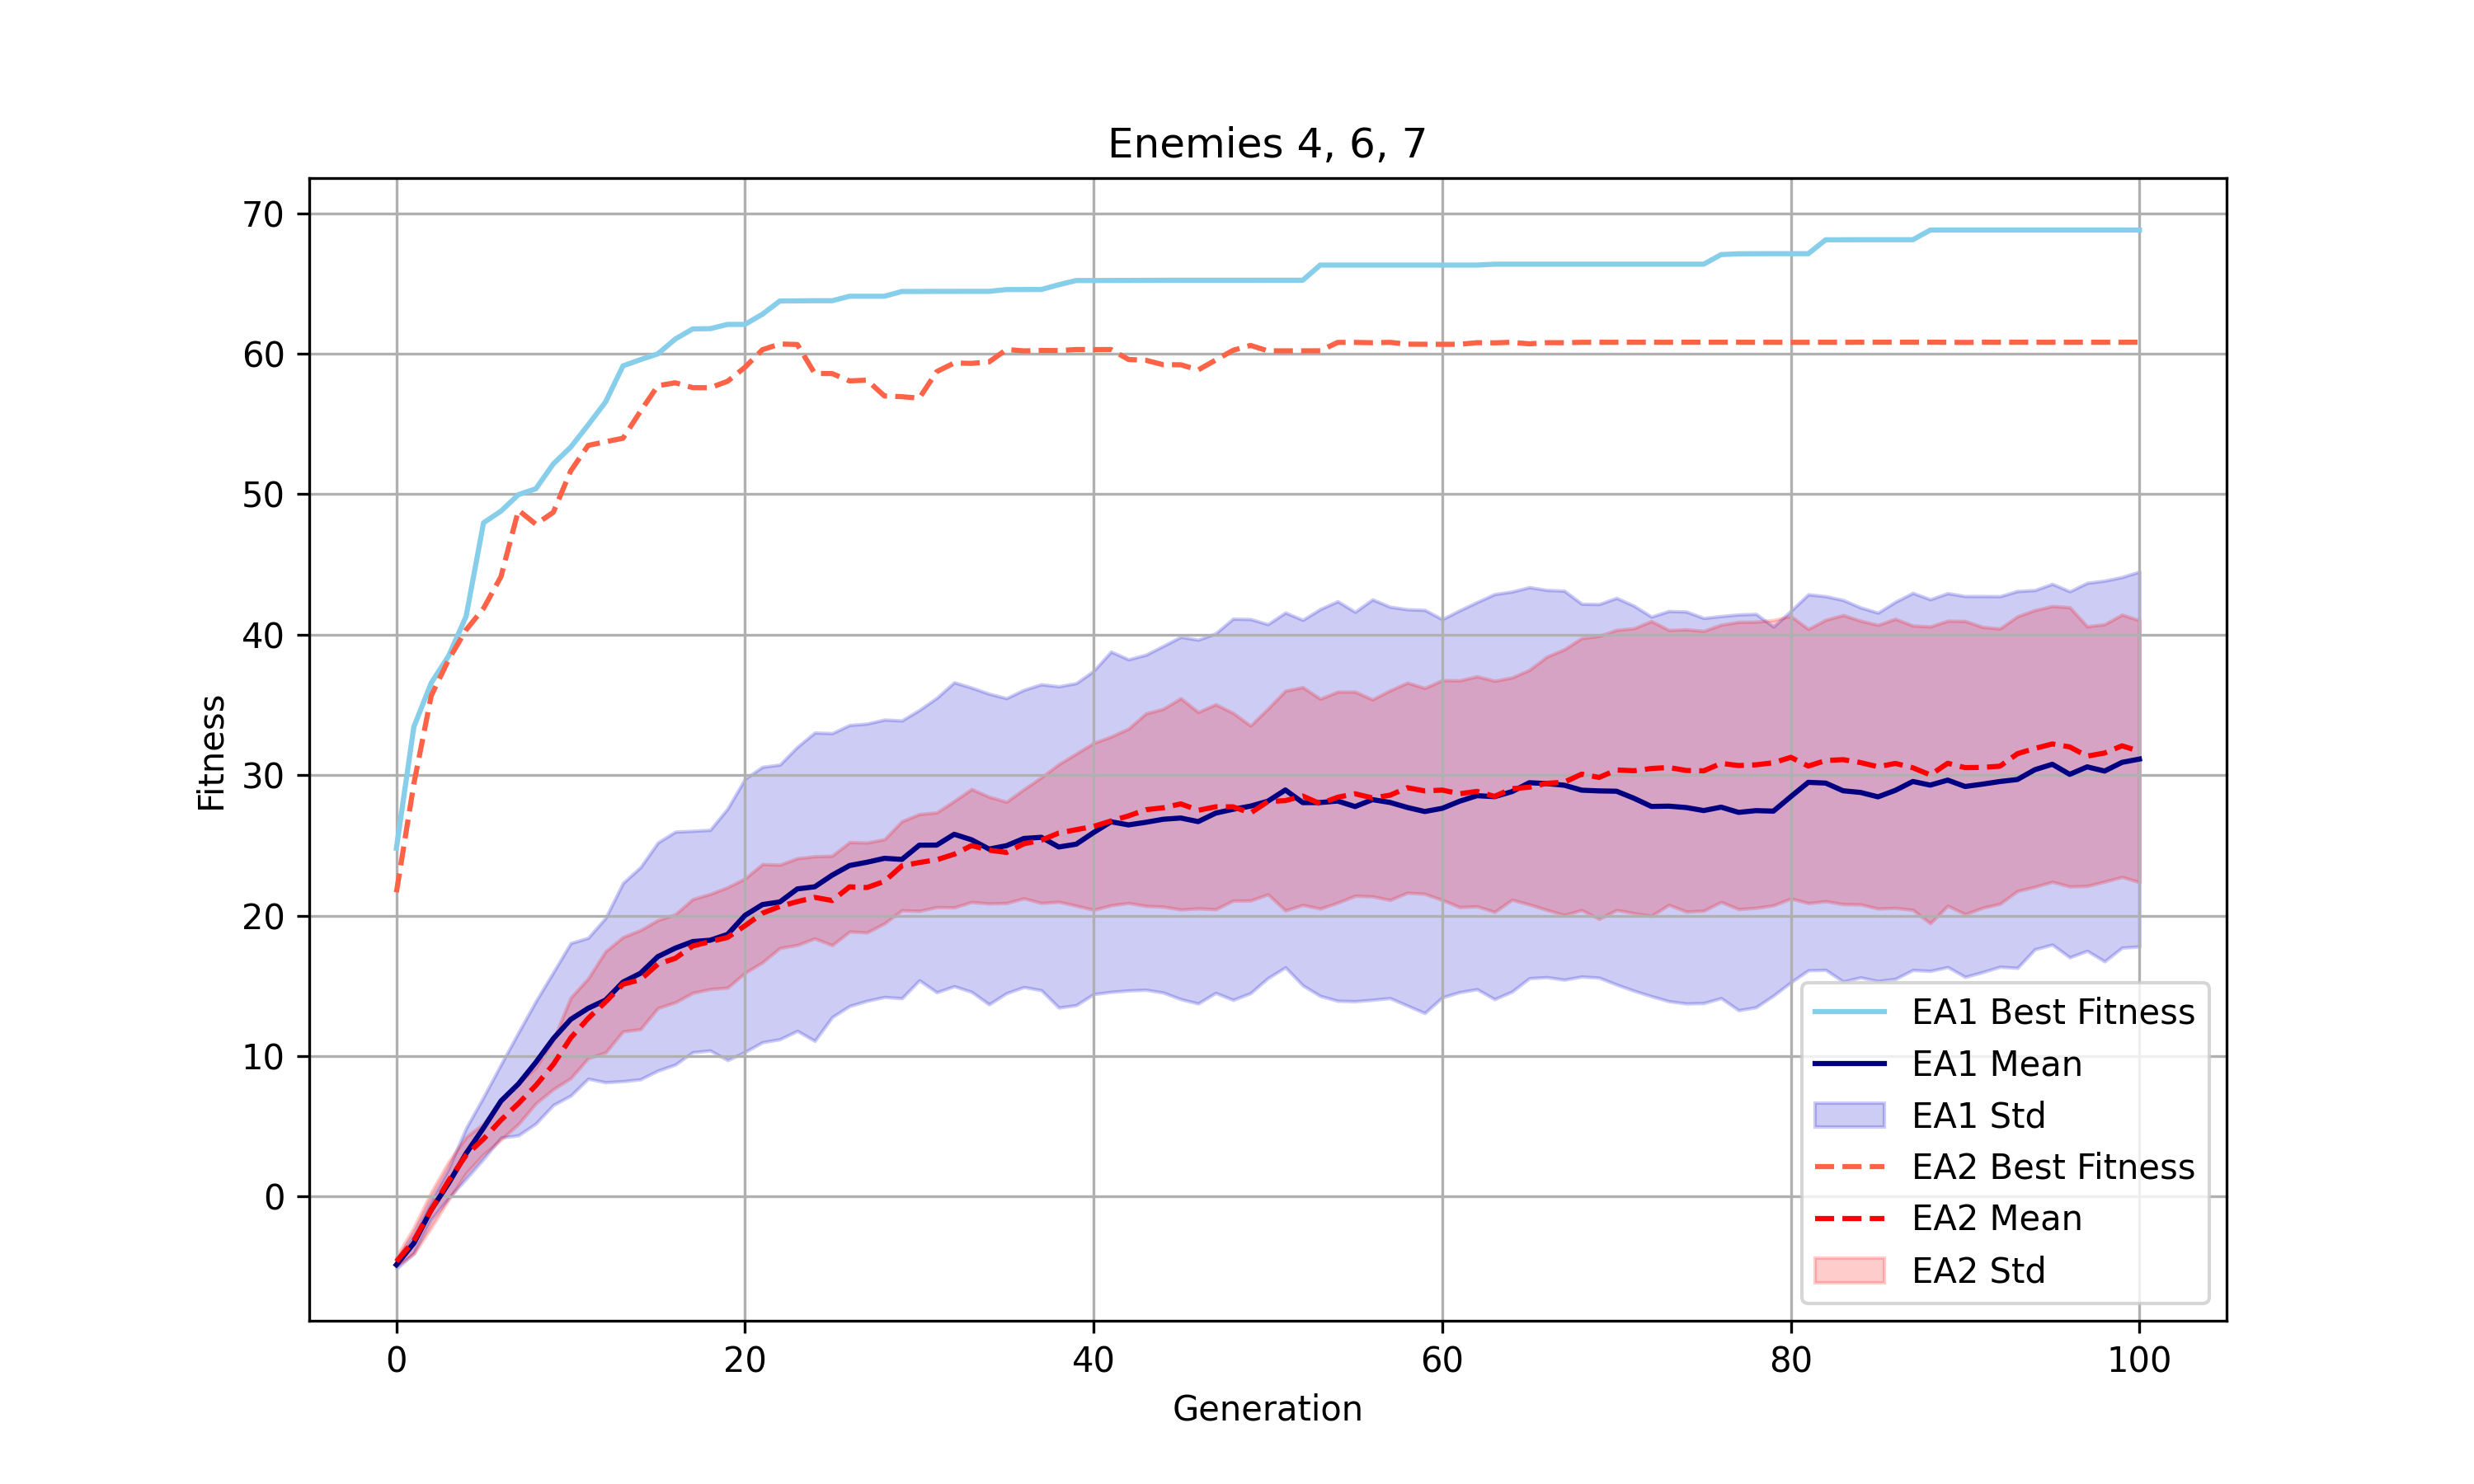 Enemies 4, 6, 7
70
60
50
40
30
20
10
0
Fitness
0 20 40 60 80 100
Generation
EA1 Best Fitness
EA1 Mean
EA1 Std
EA2 Best Fitness
EA2 Mean
EA2 Std